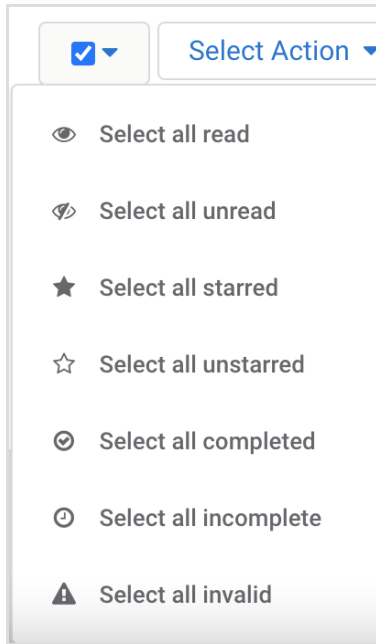 Select Action
Select all read
Select all unread
Select all starred
Select all unstarred
Select all completed
Select all incomplete
Select all invalid